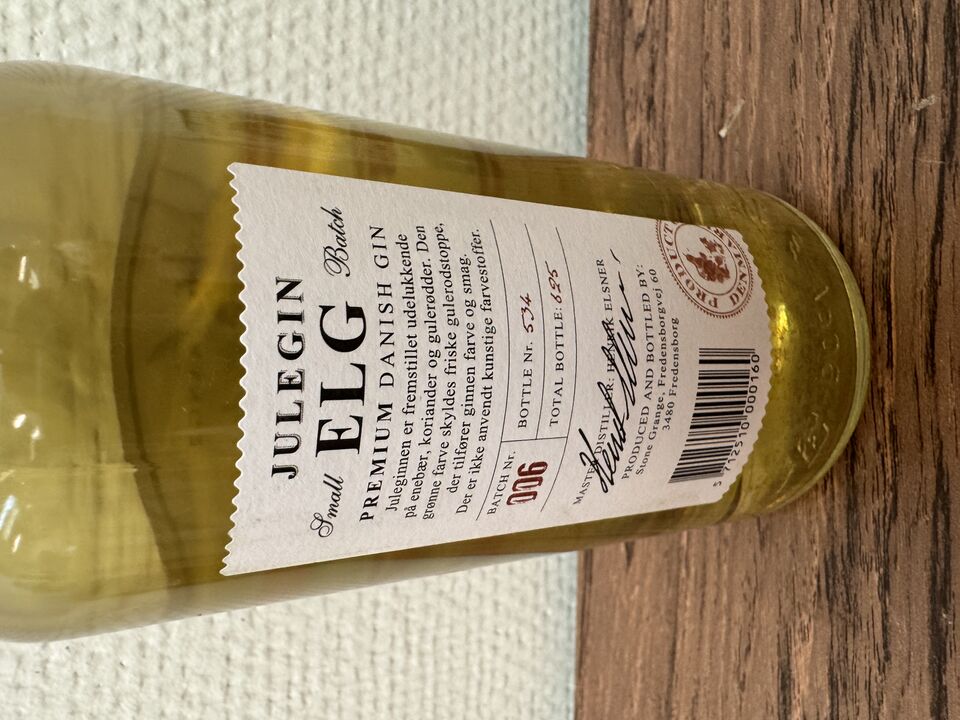 JULEGIN
Small ELG Batch
PREMIUM DANISH GIN
Juleginnen er fremstillet udelukkende
på enebær, koriander og gulerødder. Den
grønne farve skyldes friske gulerodstoppe,
der tilfører ginnen farve og smag.
Der er ikke anvendt kunstige farvestoffer.
BATCH Nr.
006
BOTTLE Nr. 534
TOTAL BOTTLE: 695
MASTER DISTILLER: HENRIK ELSNER
PRODUCED AND BOTTLED BY:
Stone Grange, Fredensborgvej 60
3480 Fredensborg
5 712510 000160
PRODUCT
DENMARK